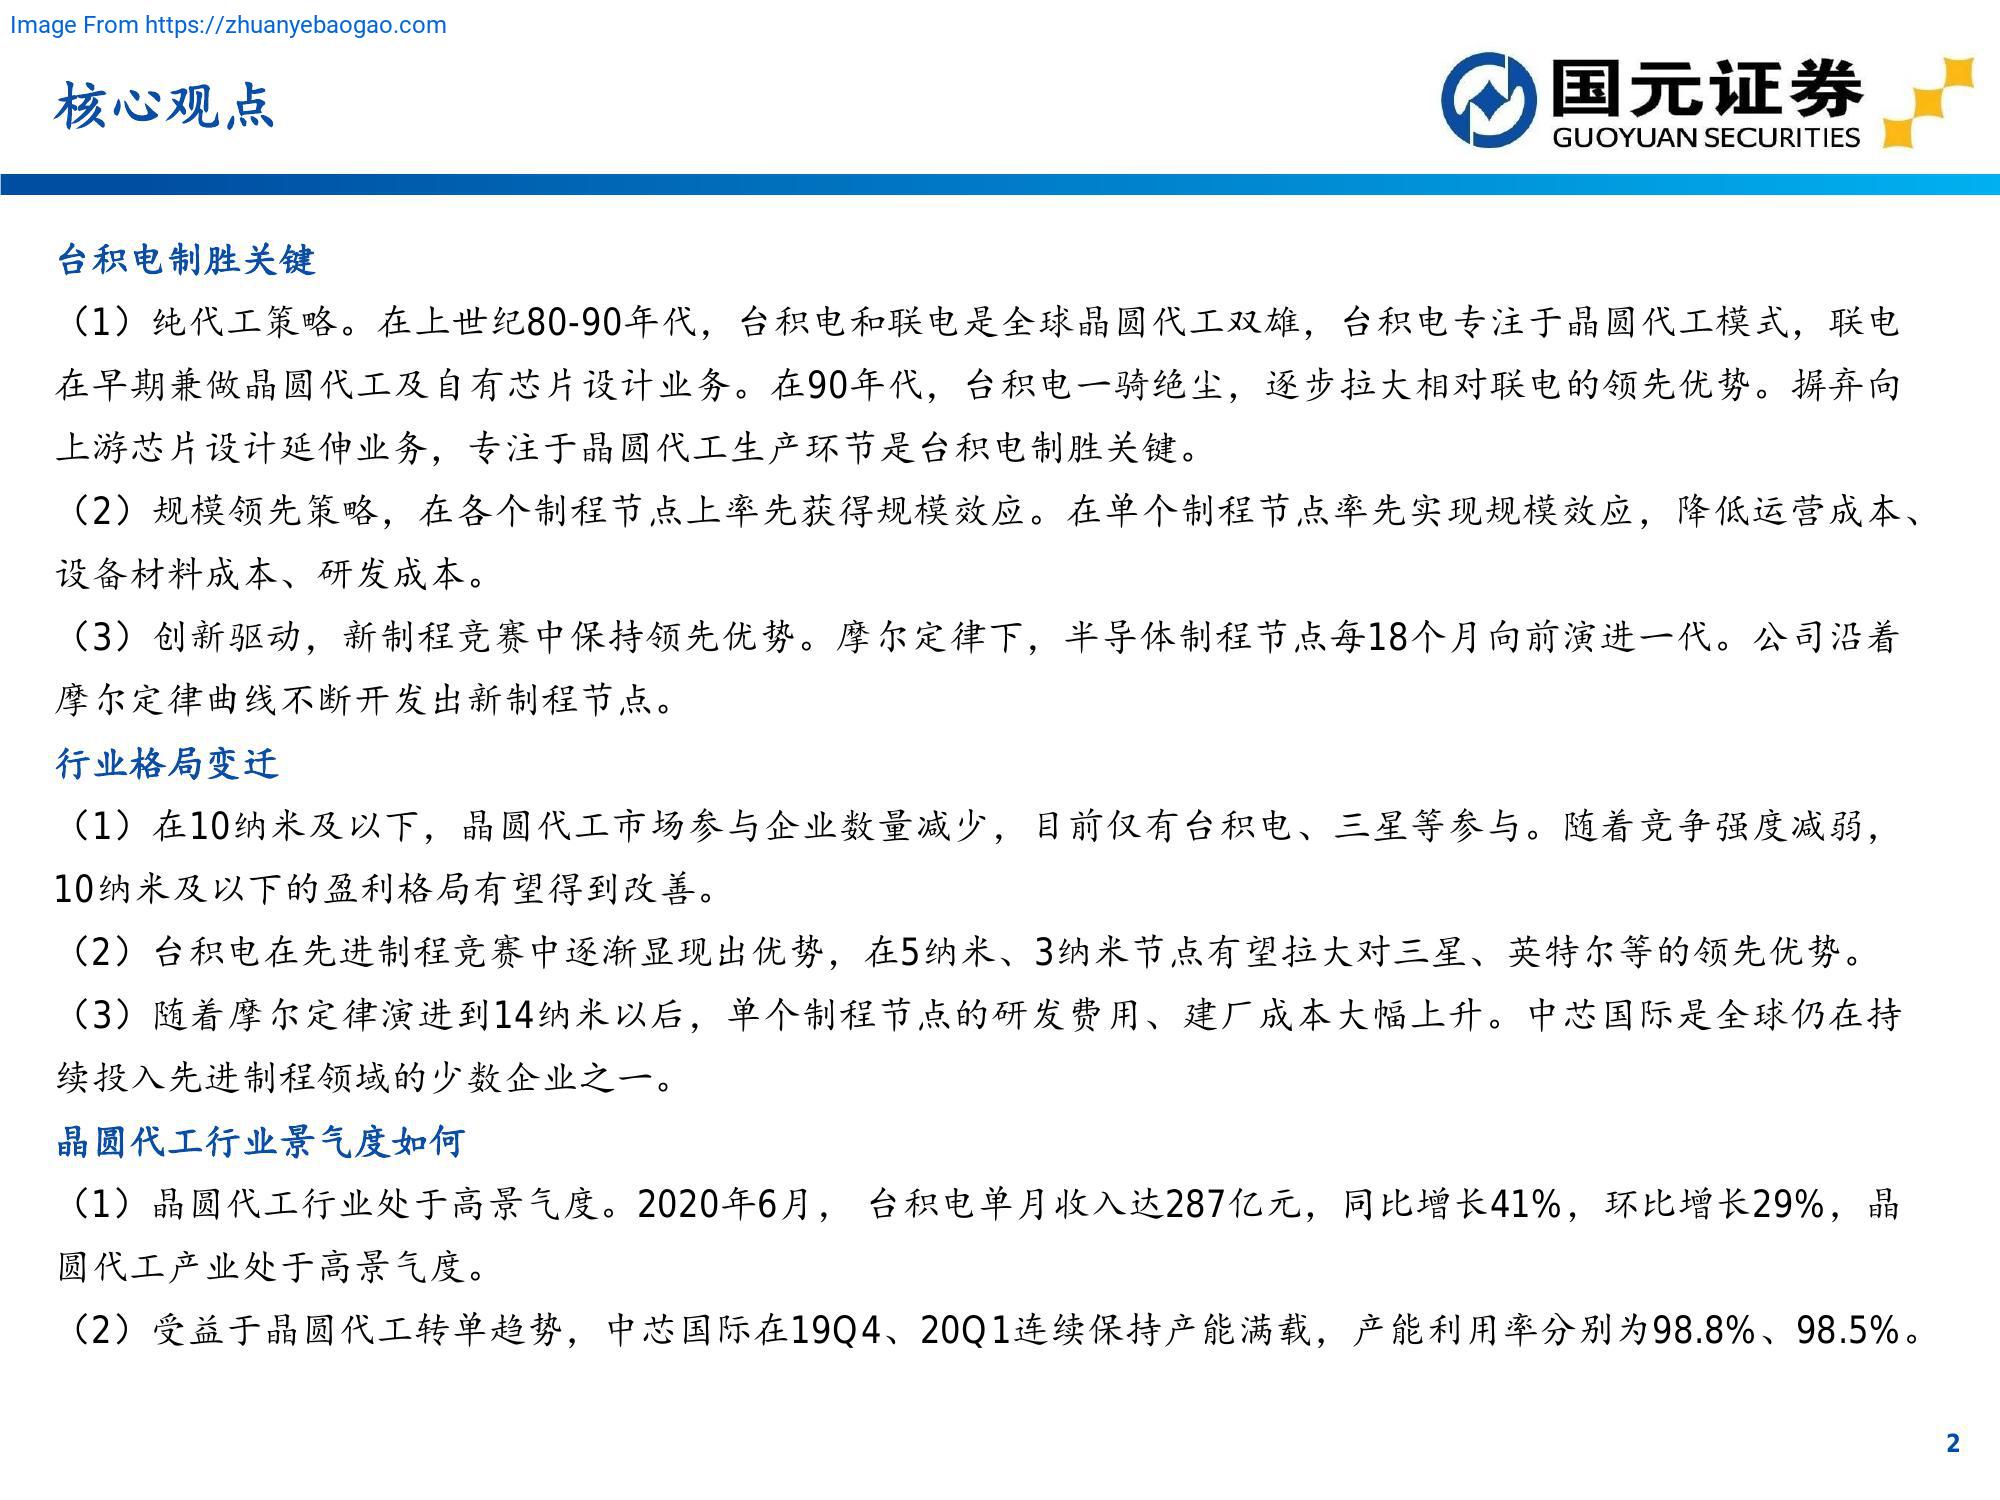 Image From https://zhuanyebaogao.com
核心观点
国元证券
GUOYUAN SECURITIES
台积电制胜关键
（1）纯代工策略。在上世纪80-90年代，台积电和联电是全球晶圆代工双雄，台积电专注于晶圆代工模式，联电
在早期兼做晶圆代工及自有芯片设计业务。在90年代，台积电一骑绝尘，逐步拉大相对联电的领先优势。摒弃向
上游芯片设计延伸业务，专注于晶圆代工生产环节是台积电制胜关键。
（2）规模领先策略，在各个制程节点上率先获得规模效应。在单个制程节点率先实现规模效应，降低运营成本、
设备材料成本、研发成本。
（3）创新驱动，新制程竞赛中保持领先优势。摩尔定律下，半导体制程节点每18个月向前演进一代。公司沿着
摩尔定律曲线不断开发出新制程节点。
行业格局变迁
（1）在10纳米及以下，晶圆代工市场参与企业数量减少，目前仅有台积电、三星等参与。随着竞争强度减弱，
10纳米及以下的盈利格局有望得到改善。
（2）台积电在先进制程竞赛中逐渐显现出优势，在5纳米、3纳米节点有望拉大对三星、英特尔等的领先优势。
（3）随着摩尔定律演进到14纳米以后，单个制程节点的研发费用、建厂成本大幅上升。中芯国际是全球仍在持
续投入先进制程领域的少数企业之一。
晶圆代工行业景气度如何
（1）晶圆代工行业处于高景气度。2020年6月， 台积电单月收入达287亿元，同比增长41%，环比增长29%，晶
圆代工产业处于高景气度。
（2）受益于晶圆代工转单趋势，中芯国际在19Q4、20Q1连续保持产能满载，产能利用率分别为98.8%、98.5%。
2